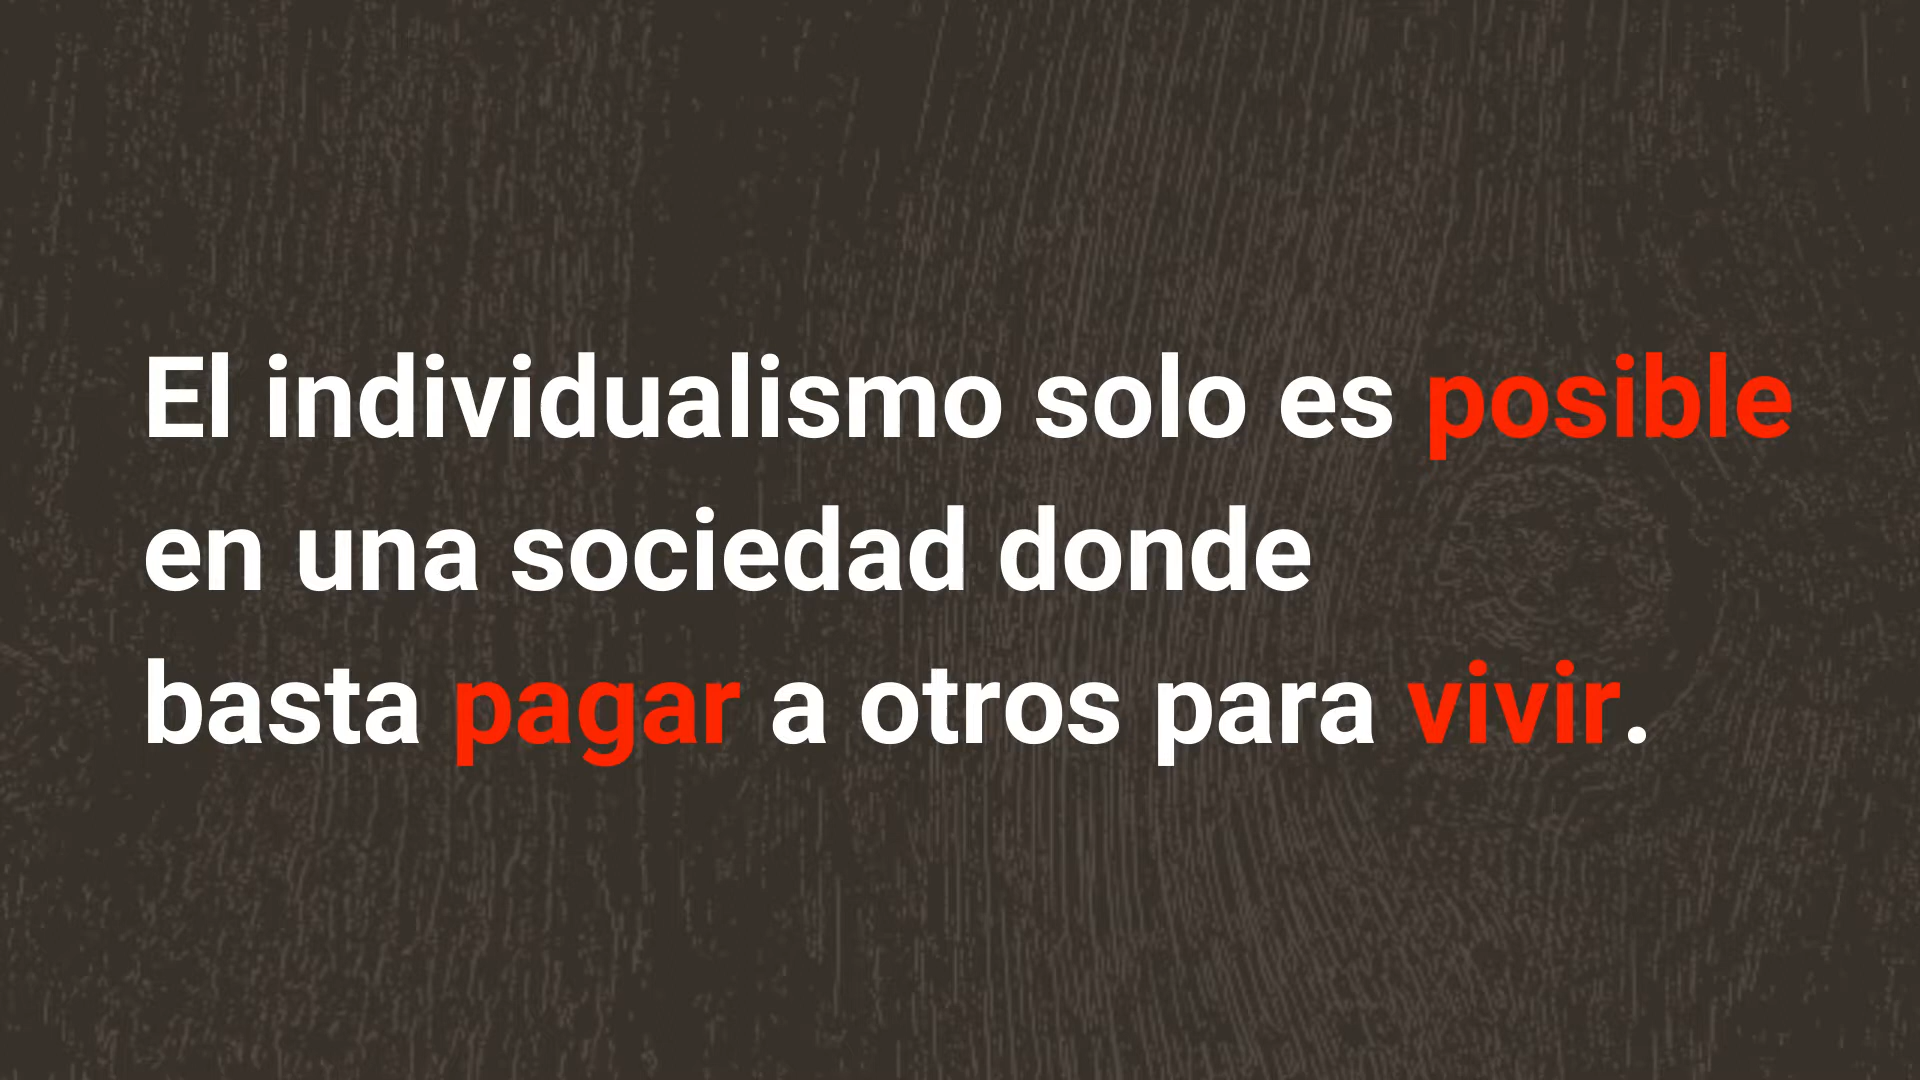 El individualismo solo es posible
en una sociedad donde
basta pagar a otros para vivir.